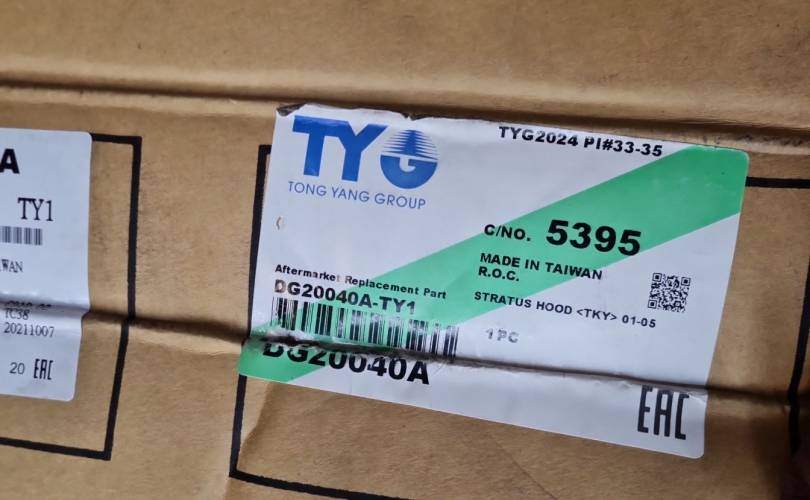 A
TY1
WAN
IC38
20211007
20 EAC
TYG
TONG YANG GROUP
TYG2024 PI#33-35
C/NO. 5395
MADE IN TAIWAN
R.O.C.
STRATUS HOOD <TKY> 01-05
1 PC
Aftermarket Replacement Part
DG20040A-TY1
DG20040A
EAC